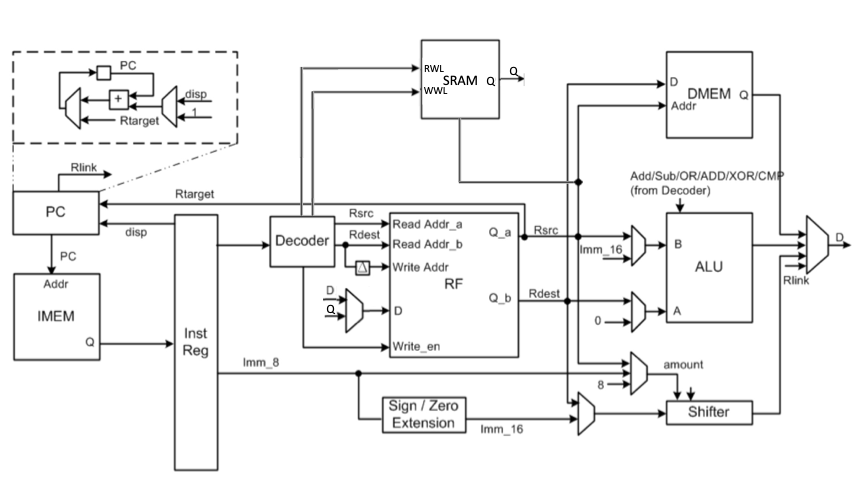 PC
disp
+
1
Rtarget
RWL
SRAM
Q
Q
WWL
D
DMEM
Q
Addr
Rlink
Add/Sub/OR/ADD/XOR/CMP
(from Decoder)
Rtarget
PC
disp
Rsrc
Read Addr_a
Q_a
Rsrc
Decoder
Rdest
Read Addr_b
Imm_16
B
D
PC
Δ
Write Addr
RF
ALU
Rlink
Addr
D
Q
D
Q_b
Rdest
0
A
IMEM
Q
Inst
Reg
Write_en
Imm_8
amount
8
Sign / Zero
Extension
Imm_16
Shifter